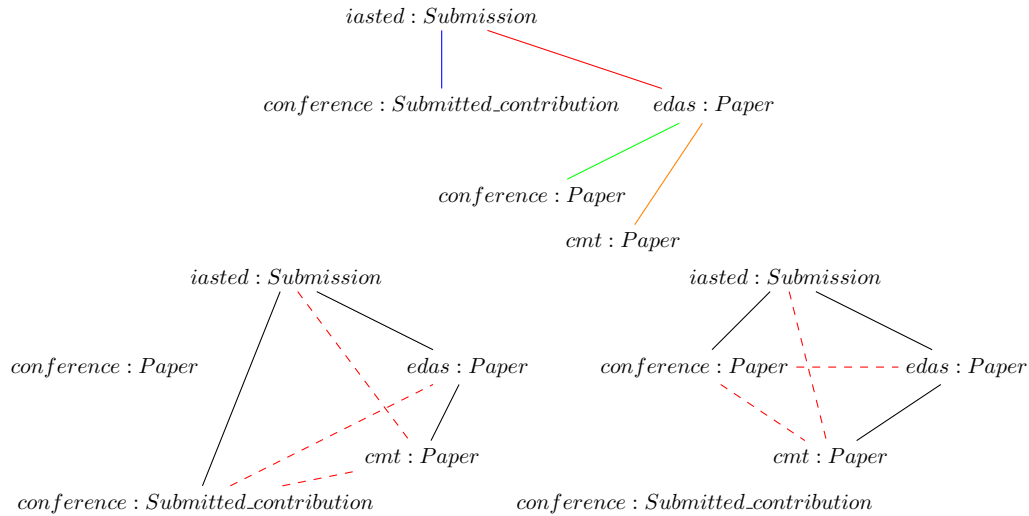 iasted : Submission
conference : Submitted_contribution edas : Paper
conference : Paper
cmt : Paper
iasted : Submission iasted : Submission
conference : Paper edas : Paper conference : Paper edas : Paper
cmt : Paper cmt : Paper
conference : Submitted_contribution conference : Submitted_contribution